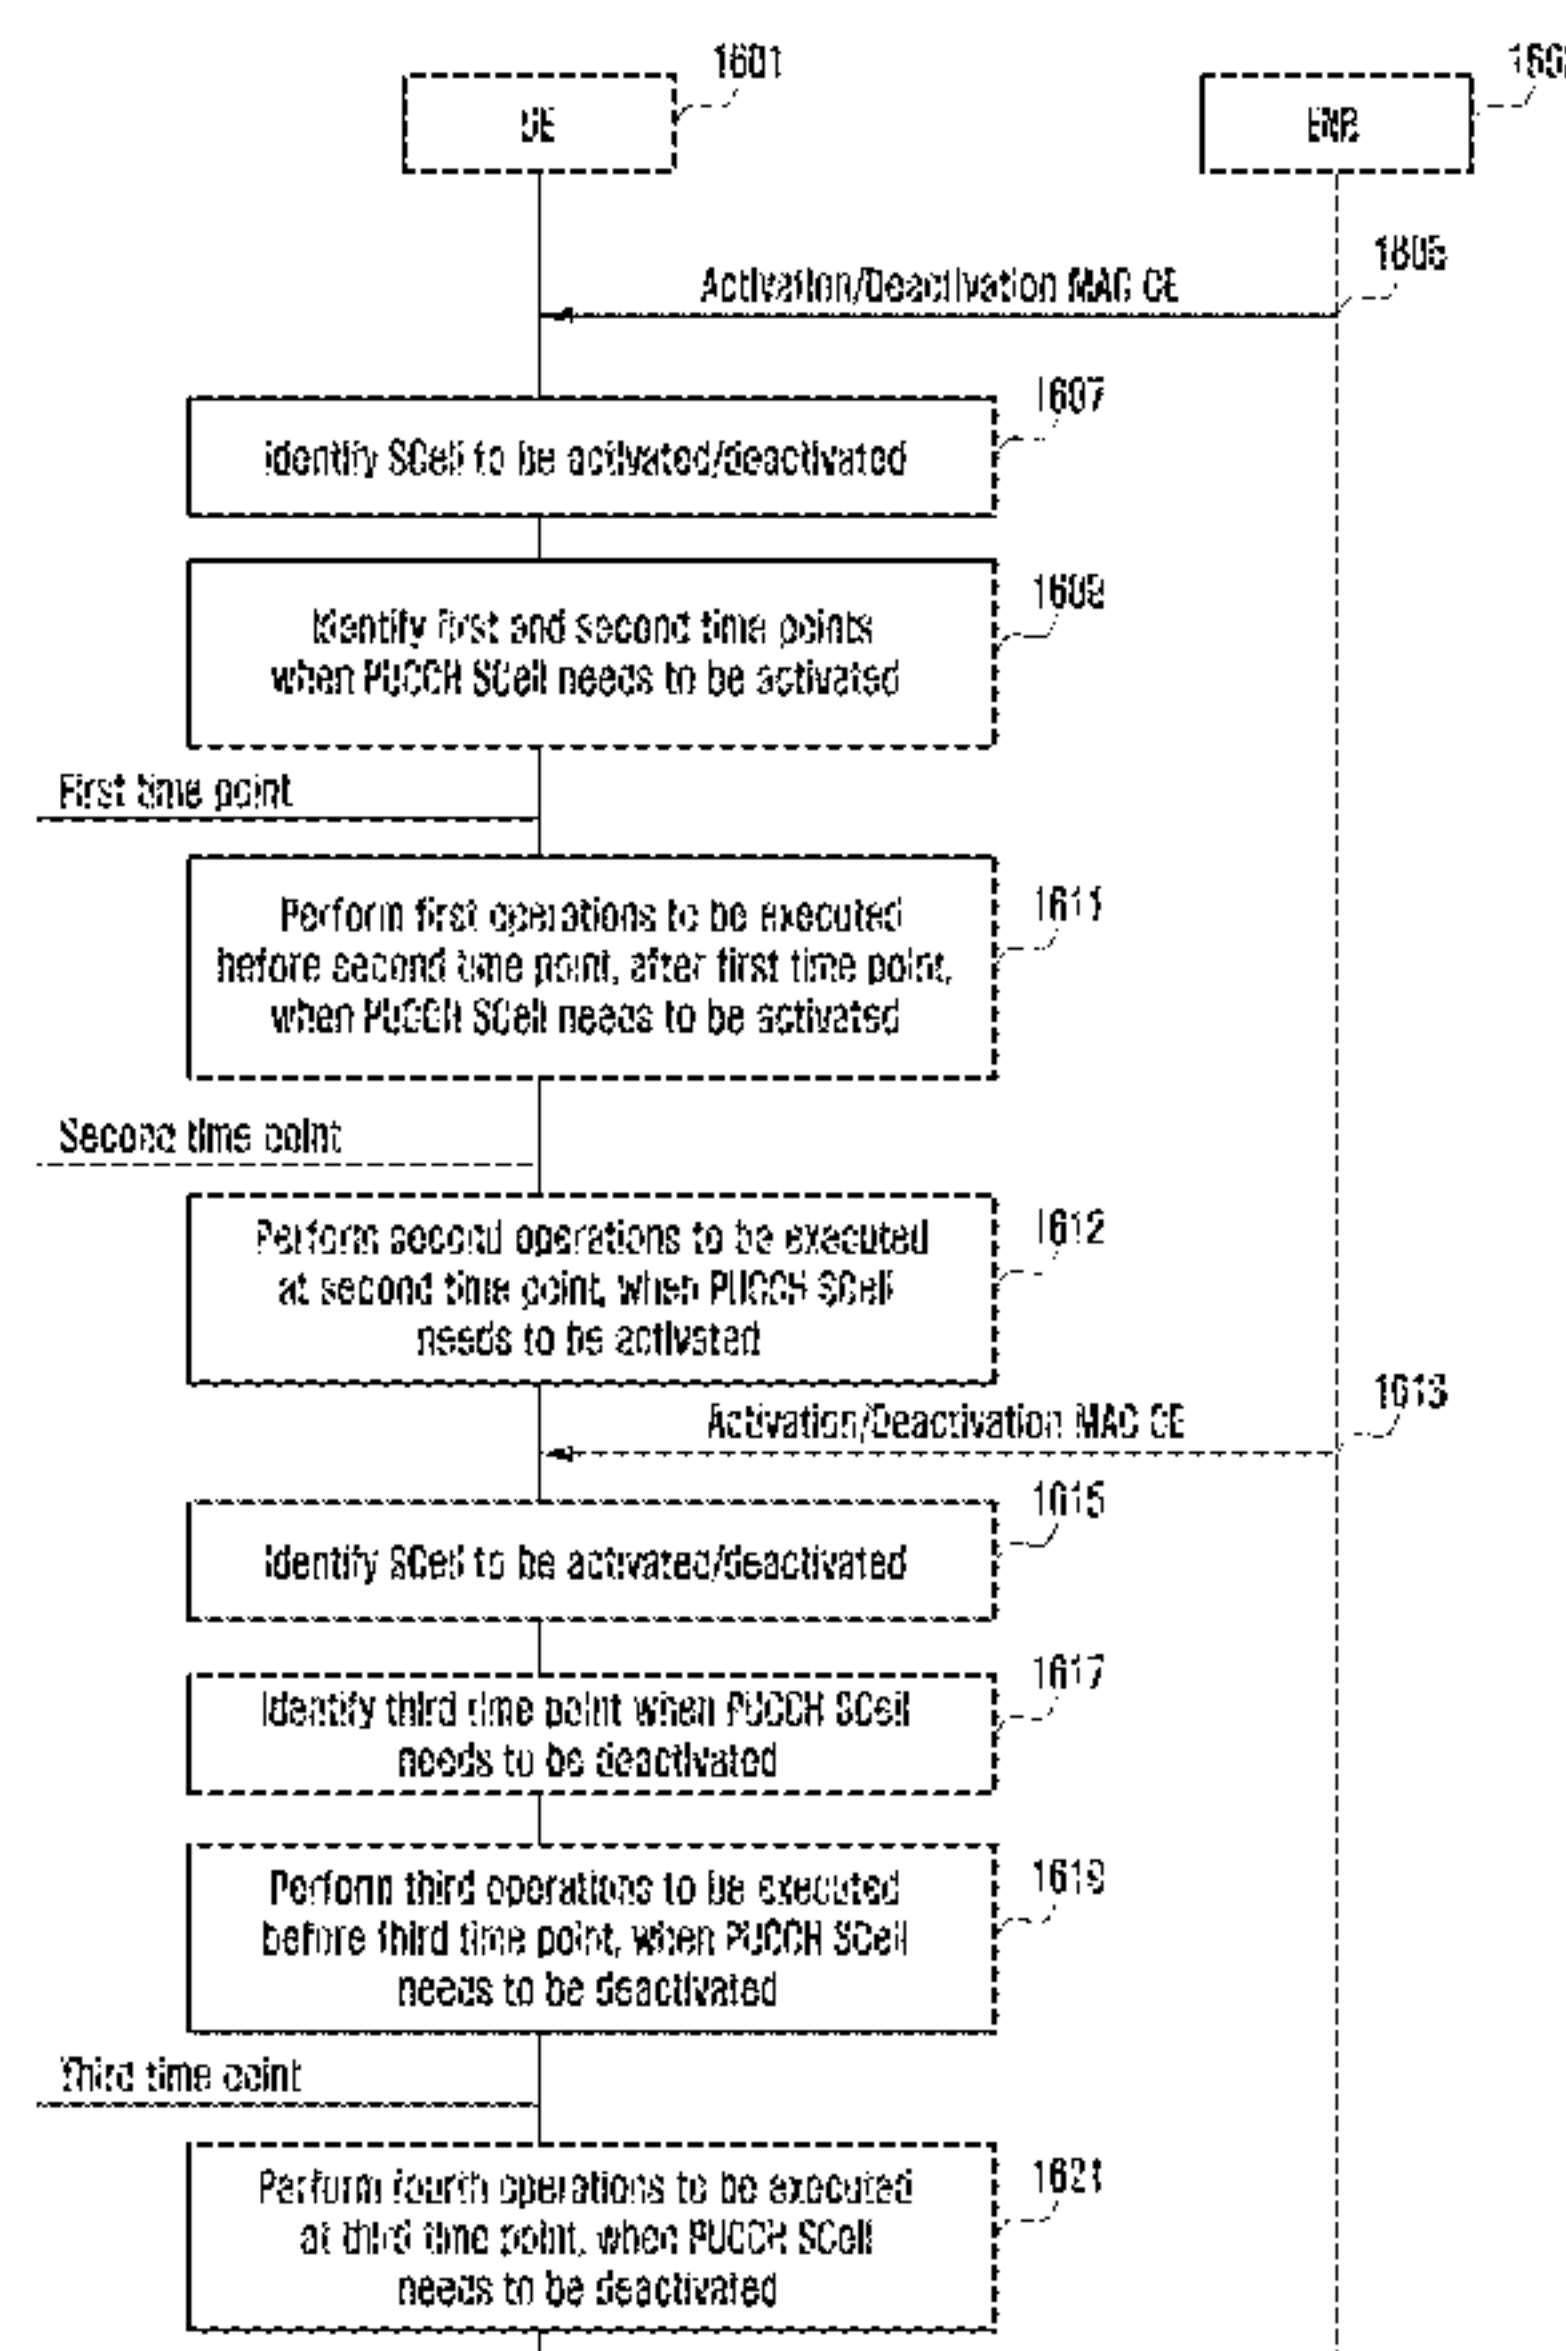 1601
UE
ENB
1605
Activation/Deactivation MAC CE
1607
Identify SCell to be activated/deactivated
1609
Identify first and second time points
when PUCCH SCell needs to be activated
First time point
1611
Perform first operations to be executed
before second time point, after first time point,
when PUCCH SCell needs to be activated
Second time point
1612
Perform second operations to be executed
at second time point, when PUCCH SCell
needs to be activated
1613
Activation/Deactivation MAC CE
1615
Identify SCell to be activated/deactivated
1617
Identify third time point when PUCCH SCell
needs to be deactivated
1619
Perform third operations to be executed
before third time point, when PUCCH SCell
needs to be deactivated
Third time point
1621
Perform fourth operations to be executed
at third time point, when PUCCH SCell
needs to be deactivated